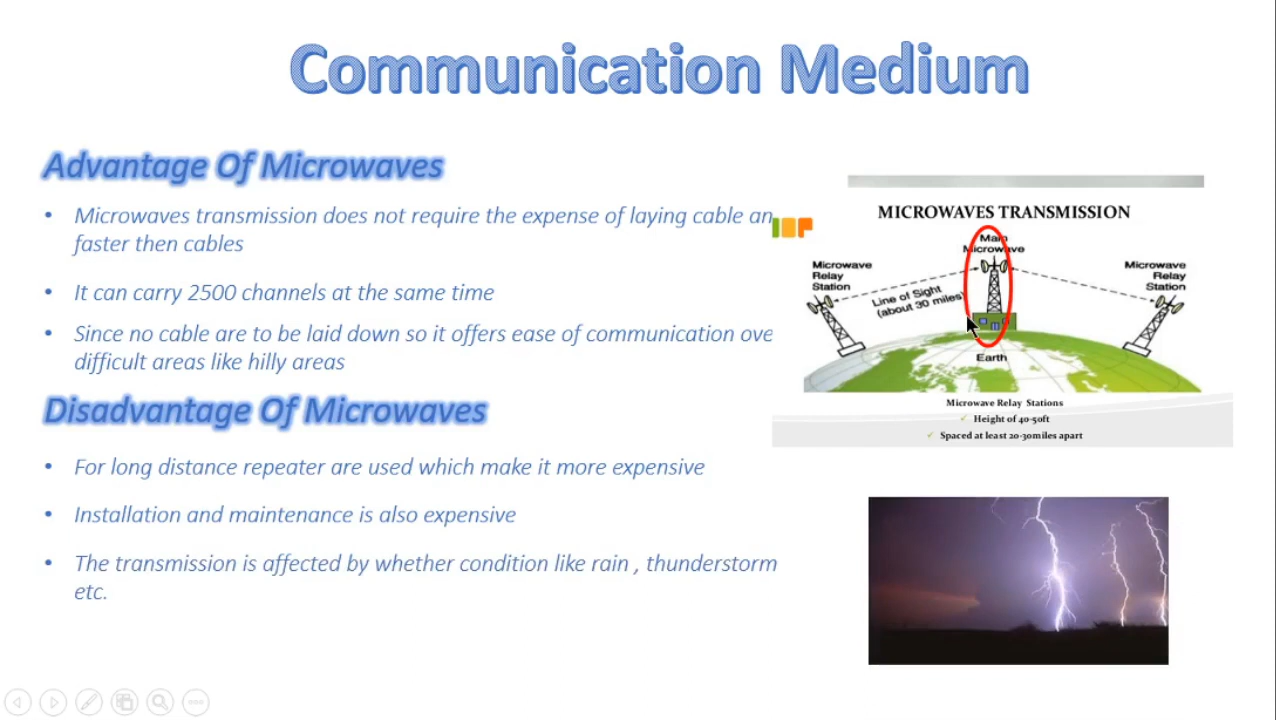 Communication Medium
Advantage Of Microwaves
• Microwaves transmission does not require the expense of laying cable an
faster then cables
• It can carry 2500 channels at the same time
• Since no cable are to be laid down so it offers ease of communication ove
difficult areas like hilly areas
Disadvantage Of Microwaves
• For long distance repeater are used which make it more expensive
• Installation and maintenance is also expensive
• The transmission is affected by whether condition like rain , thunderstorm
etc.
MICROWAVES TRANSMISSION
Main
Microwave
Microwave
Relay
Station
Line of Sight
(about 30 miles)
Microwave
Relay
Station
Earth
Microwave Relay Stations
✓ Height of 40-50ft
✓ Spaced at least 20-30miles apart